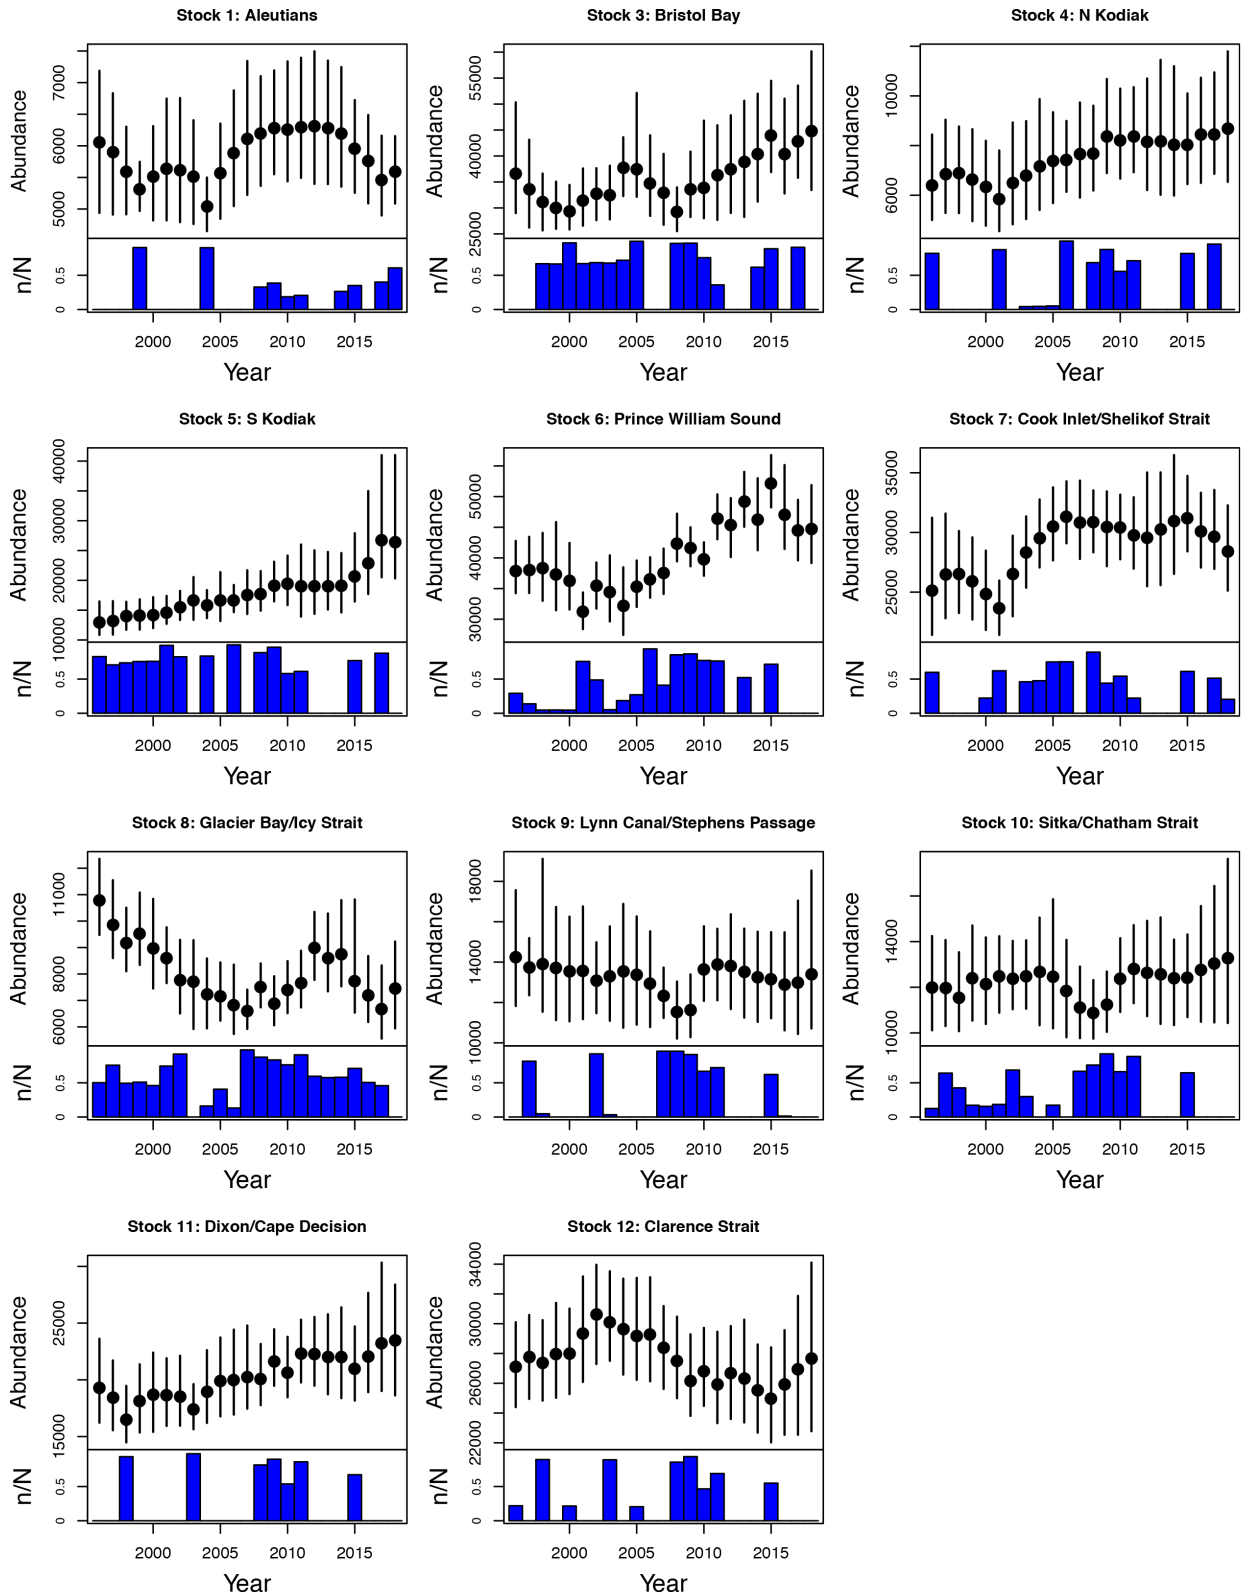 Stock 1: Aleutians
Abundance
5000 6000 7000
n/N
0 0.5
2000 2005 2010 2015
Year
Stock 3: Bristol Bay
Abundance
25000 40000 55000
n/N
0 0.5
2000 2005 2010 2015
Year
Stock 4: N Kodiak
Abundance
6000 10000
n/N
0 0.5
2000 2005 2010 2015
Year
Stock 5: S Kodiak
Abundance
10000 20000 30000 40000
n/N
0 0.5
2000 2005 2010 2015
Year
Stock 6: Prince William Sound
Abundance
30000 40000 50000
n/N
0 0.5
2000 2005 2010 2015
Year
Stock 7: Cook Inlet/Shelikof Strait
Abundance
25000 30000 35000
n/N
0 0.5
2000 2005 2010 2015
Year
Stock 8: Glacier Bay/Icy Strait
Abundance
6000 8000 11000
n/N
0 0.5
2000 2005 2010 2015
Year
Stock 9: Lynn Canal/Stephens Passage
Abundance
10000 14000 18000
n/N
0 0.5
2000 2005 2010 2015
Year
Stock 10: Sitka/Chatham Strait
Abundance
10000 14000
n/N
0 0.5
2000 2005 2010 2015
Year
Stock 11: Dixon/Cape Decision
Abundance
15000 25000
n/N
0 0.5
2000 2005 2010 2015
Year
Stock 12: Clarence Strait
Abundance
22000 26000 30000 34000
n/N
0 0.5
2000 2005 2010 2015
Year